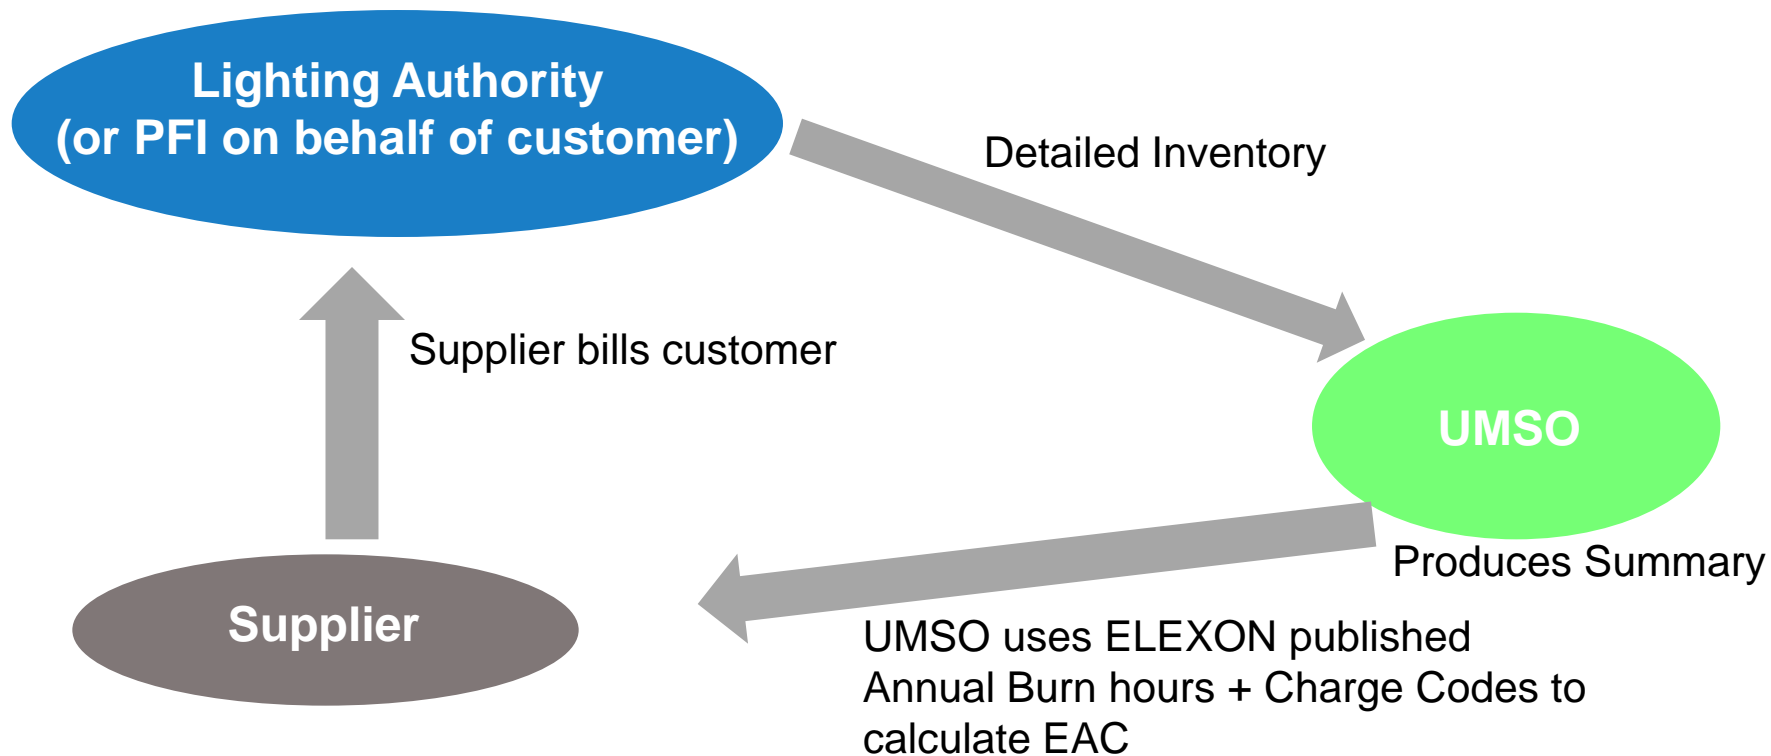 Lighting Authority
(or PFI on behalf of customer)
Detailed Inventory
Supplier bills customer
UMSO
Produces Summary
Supplier
UMSO uses ELEXON published
Annual Burn hours + Charge Codes to
calculate EAC